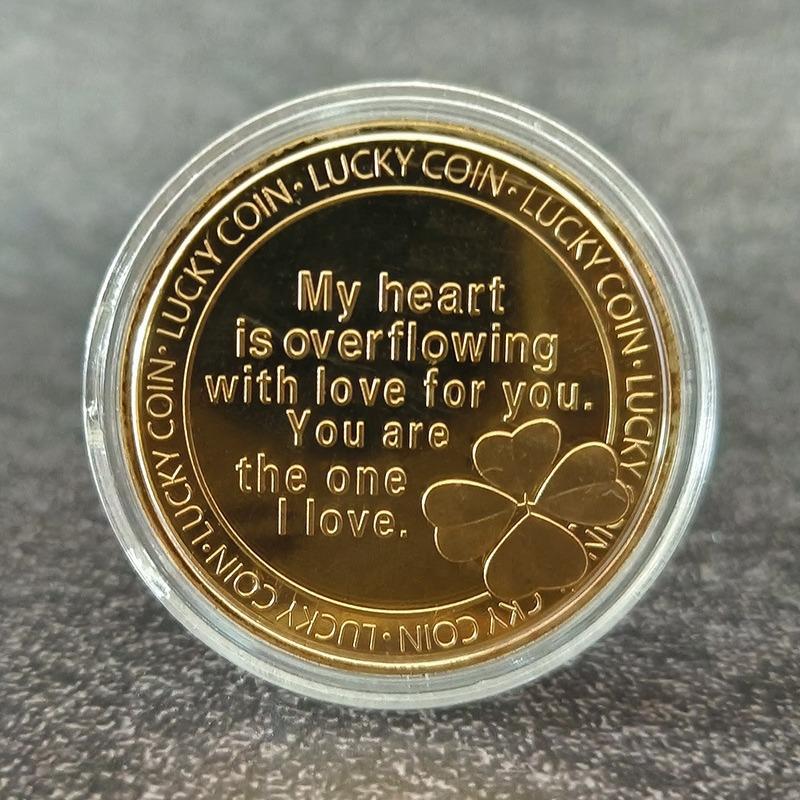 LUCKY COIN · LUCKY COIN · LUCKY COIN · CKY COIN · LUCKY COIN · LUCKY COIN · LUCKY COIN ·
My heart
is overflowing
with love for you.
You are
the one
I love.